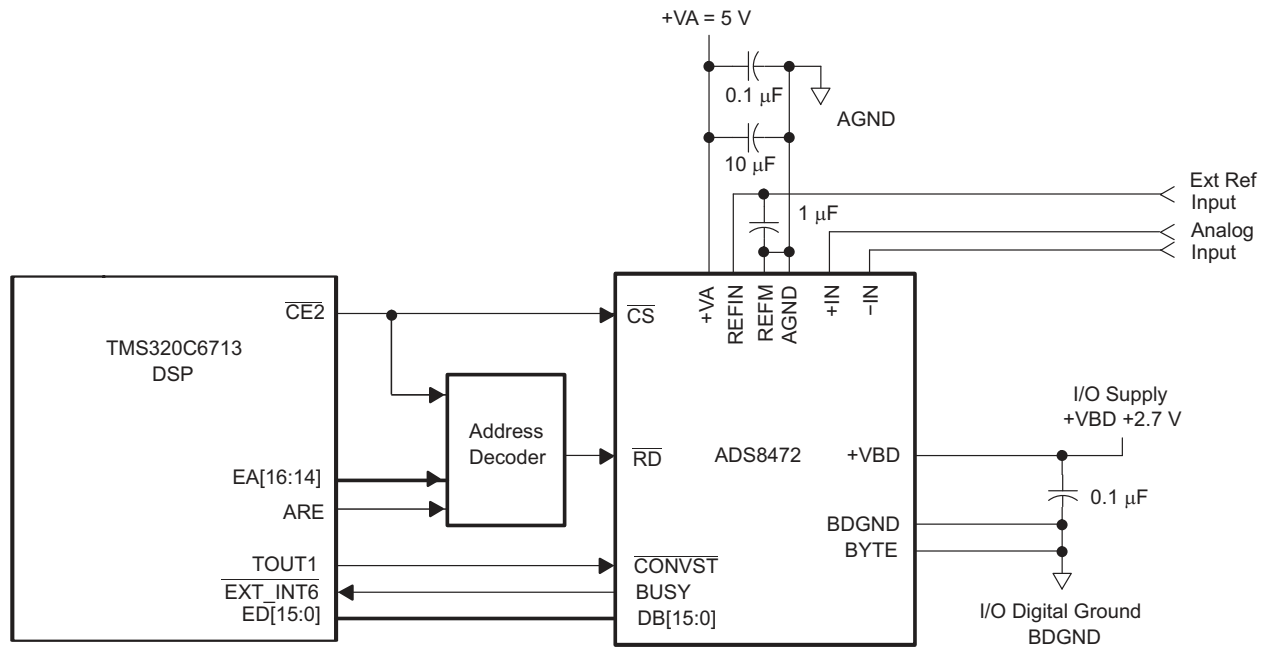 +VA = 5 V
0.1 μF
AGND
10 μF
1 μF
Ext Ref
Input
Analog
Input
+VA
REFIN
REFM
AGND
+IN
−IN
TMS320C6713
DSP
CE2
EA[16:14]
ARE
TOUT1
EXT_INT6
ED[15:0]
Address
Decoder
CS
RD
ADS8472
CONVST
BUSY
DB[15:0]
+VBD
BDGND
BYTE
I/O Supply
+VBD +2.7 V
0.1 μF
I/O Digital Ground
BDGND